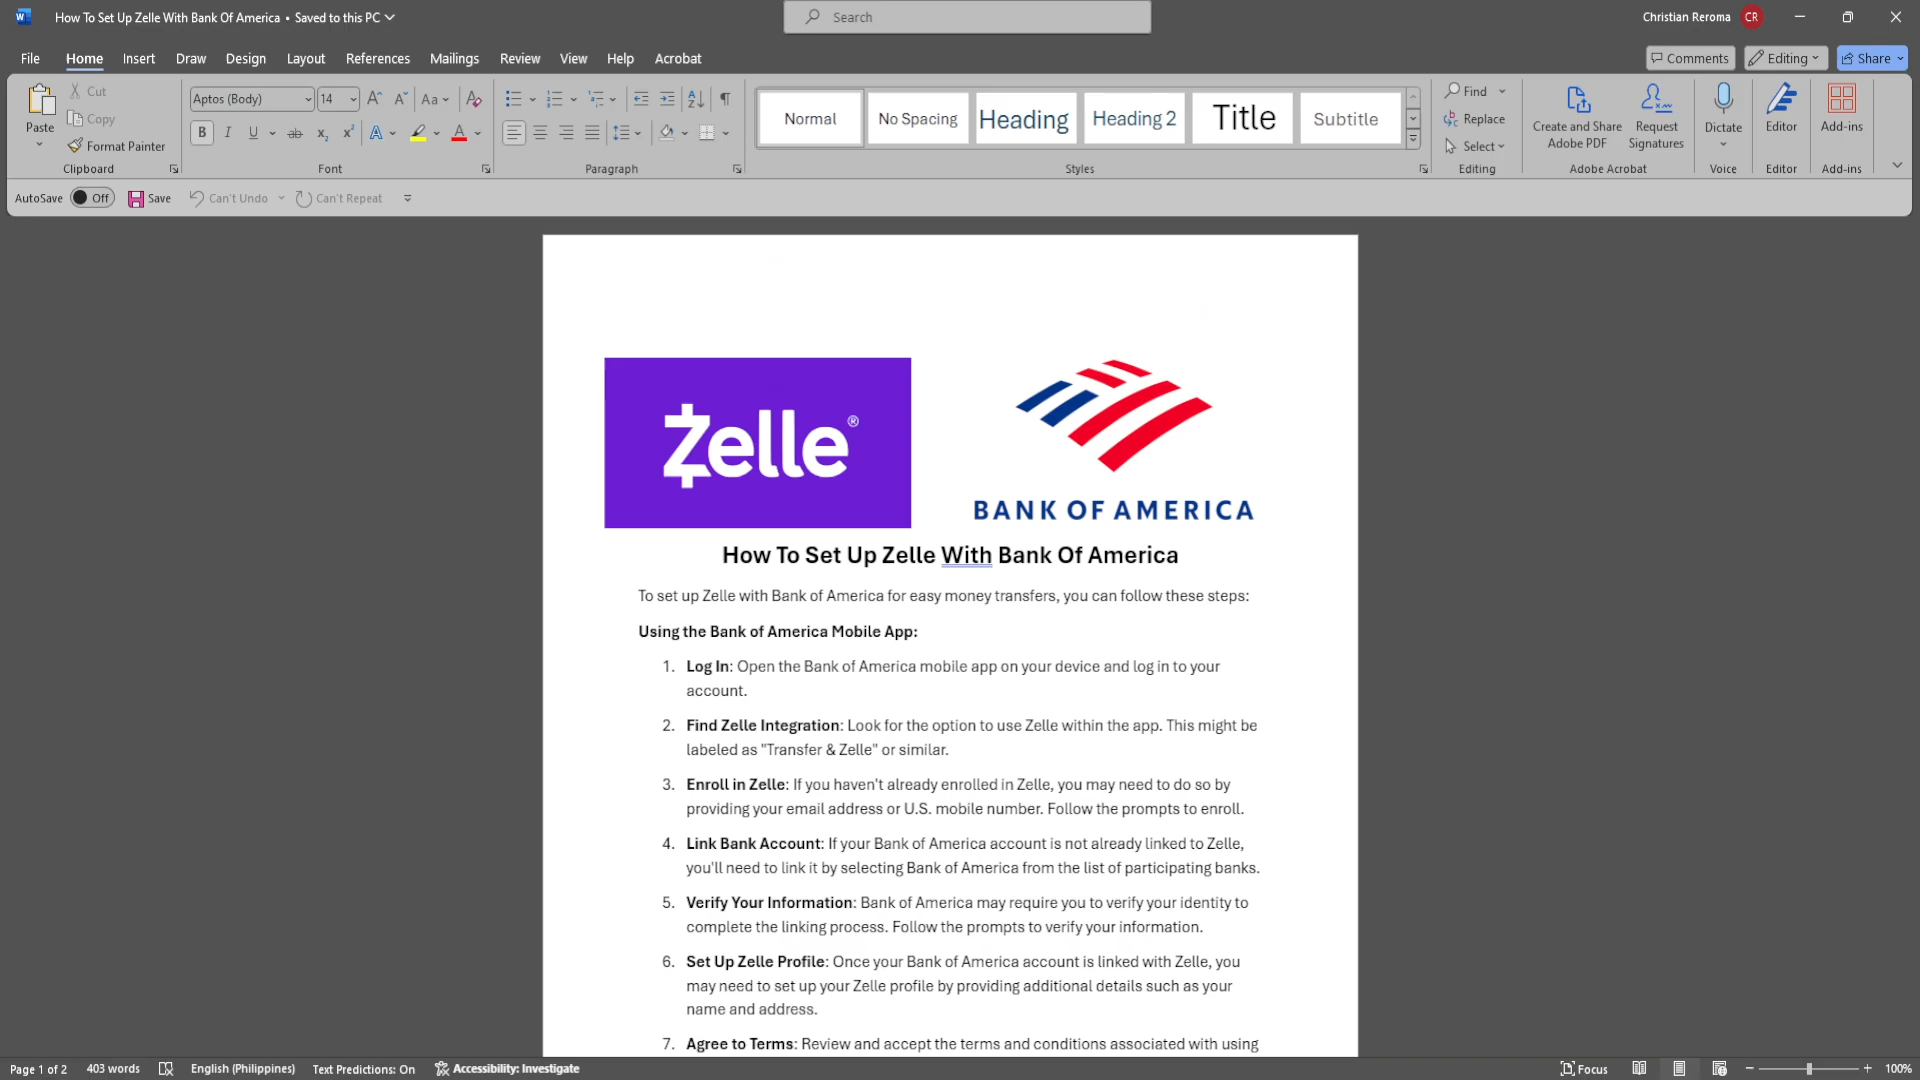 How To Set Up Zelle With Bank Of America • Saved to this PC
Search
Christian Reroma CR
File Home Insert Draw Design Layout References Mailings Review View Help Acrobat
Comments Editing Share
Paste
Cut
Copy
Format Painter
Clipboard
Aptos (Body) 14
Font
Paragraph
Normal
No Spacing
Heading
Heading 2
Title
Subtitle
Styles
Find
Replace
Select
Editing
Create and Share
Adobe PDF
Request
Signatures
Adobe Acrobat
Dictate
Voice
Editor
Editor
Add-ins
Add-ins
AutoSave Off Save Can't Undo Can't Repeat
Zelle®
BANK OF AMERICA
How To Set Up Zelle With Bank Of America
To set up Zelle with Bank of America for easy money transfers, you can follow these steps:
Using the Bank of America Mobile App:
1. Log In: Open the Bank of America mobile app on your device and log in to your
account.
2. Find Zelle Integration: Look for the option to use Zelle within the app. This might be
labeled as "Transfer & Zelle" or similar.
3. Enroll in Zelle: If you haven't already enrolled in Zelle, you may need to do so by
providing your email address or U.S. mobile number. Follow the prompts to enroll.
4. Link Bank Account: If your Bank of America account is not already linked to Zelle,
you'll need to link it by selecting Bank of America from the list of participating banks.
5. Verify Your Information: Bank of America may require you to verify your identity to
complete the linking process. Follow the prompts to verify your information.
6. Set Up Zelle Profile: Once your Bank of America account is linked with Zelle, you
may need to set up your Zelle profile by providing additional details such as your
name and address.
7. Agree to Terms: Review and accept the terms and conditions associated with using
Page 1 of 2 403 words English (Philippines) Text Predictions: On Accessibility: Investigate
Focus 100%